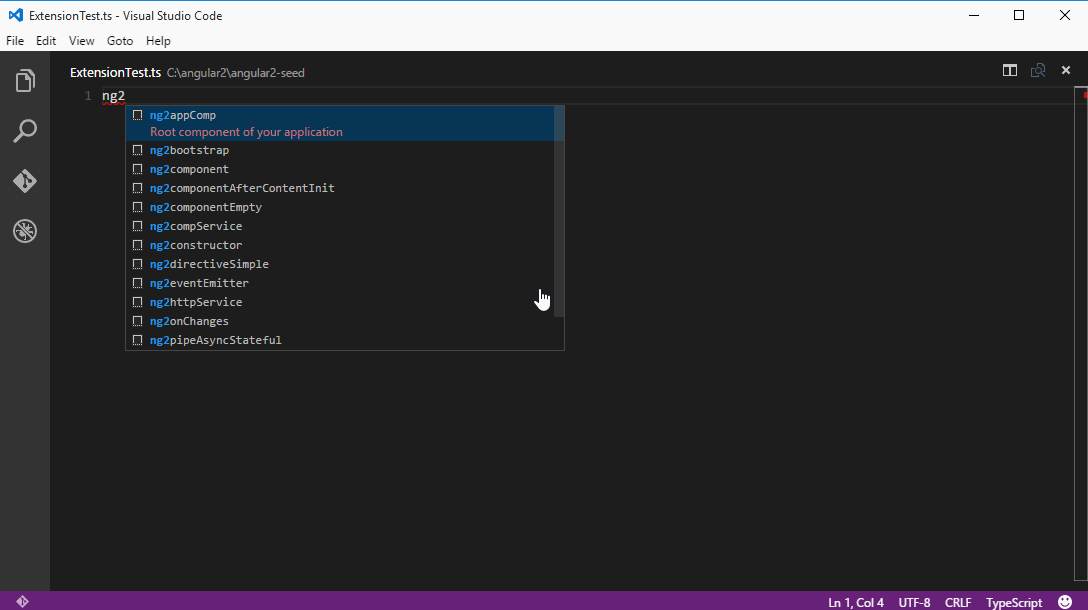 ExtensionTest.ts - Visual Studio Code
File Edit View Goto Help
ExtensionTest.ts C:\angular2\angular2-seed
1 ng2
ng2appComp
Root component of your application
ng2bootstrap
ng2component
ng2componentAfterContentInit
ng2componentEmpty
ng2compService
ng2constructor
ng2directiveSimple
ng2eventEmitter
ng2httpService
ng2onChanges
ng2pipeAsyncStateful
Ln 1, Col 4 UTF-8 CRLF TypeScript